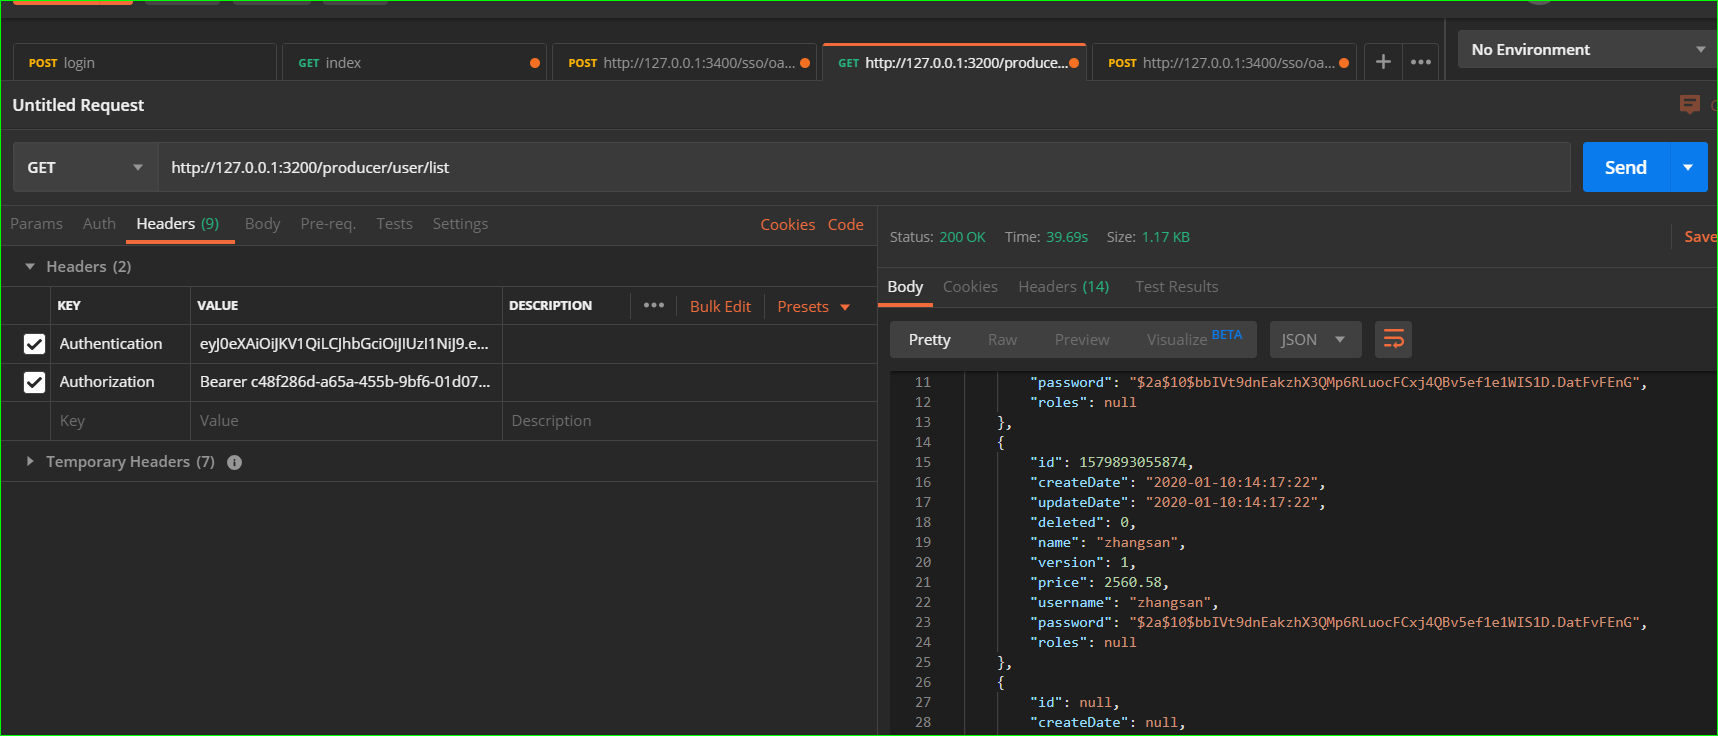 POST login
GET index
POST http://127.0.0.1:3400/sso/oa...
GET http://127.0.0.1:3200/produce...
POST http://127.0.0.1:3400/sso/oa...
No Environment
Untitled Request
GET
http://127.0.0.1:3200/producer/user/list
Send
Params Auth Headers (9) Body Pre-req. Tests Settings Cookies Code
Headers (2)
KEY VALUE DESCRIPTION ••• Bulk Edit Presets
Authentication eyJ0eXAiOiJKV1QiLCJhbGciOiJIUzI1NiJ9.e...
Authorization Bearer c48f286d-a65a-455b-9bf6-01d07...
Key Value Description
Temporary Headers (7)
Status: 200 OK Time: 39.69s Size: 1.17 KB Save
Body Cookies Headers (14) Test Results
Pretty Raw Preview Visualize BETA JSON
11 "password": "$2a$10$bbIVt9dnEakzhX3QMp6RLuocFCxj4QBv5ef1e1WIS1D.DatFvFEnG",
12 "roles": null
13 },
14 {
15 "id": 1579893055874,
16 "createDate": "2020-01-10:14:17:22",
17 "updateDate": "2020-01-10:14:17:22",
18 "deleted": 0,
19 "name": "zhangsan",
20 "version": 1,
21 "price": 2560.58,
22 "username": "zhangsan",
23 "password": "$2a$10$bbIVt9dnEakzhX3QMp6RLuocFCxj4QBv5ef1e1WIS1D.DatFvFEnG",
24 "roles": null
25 },
26 {
27 "id": null,
28 "createDate": null,